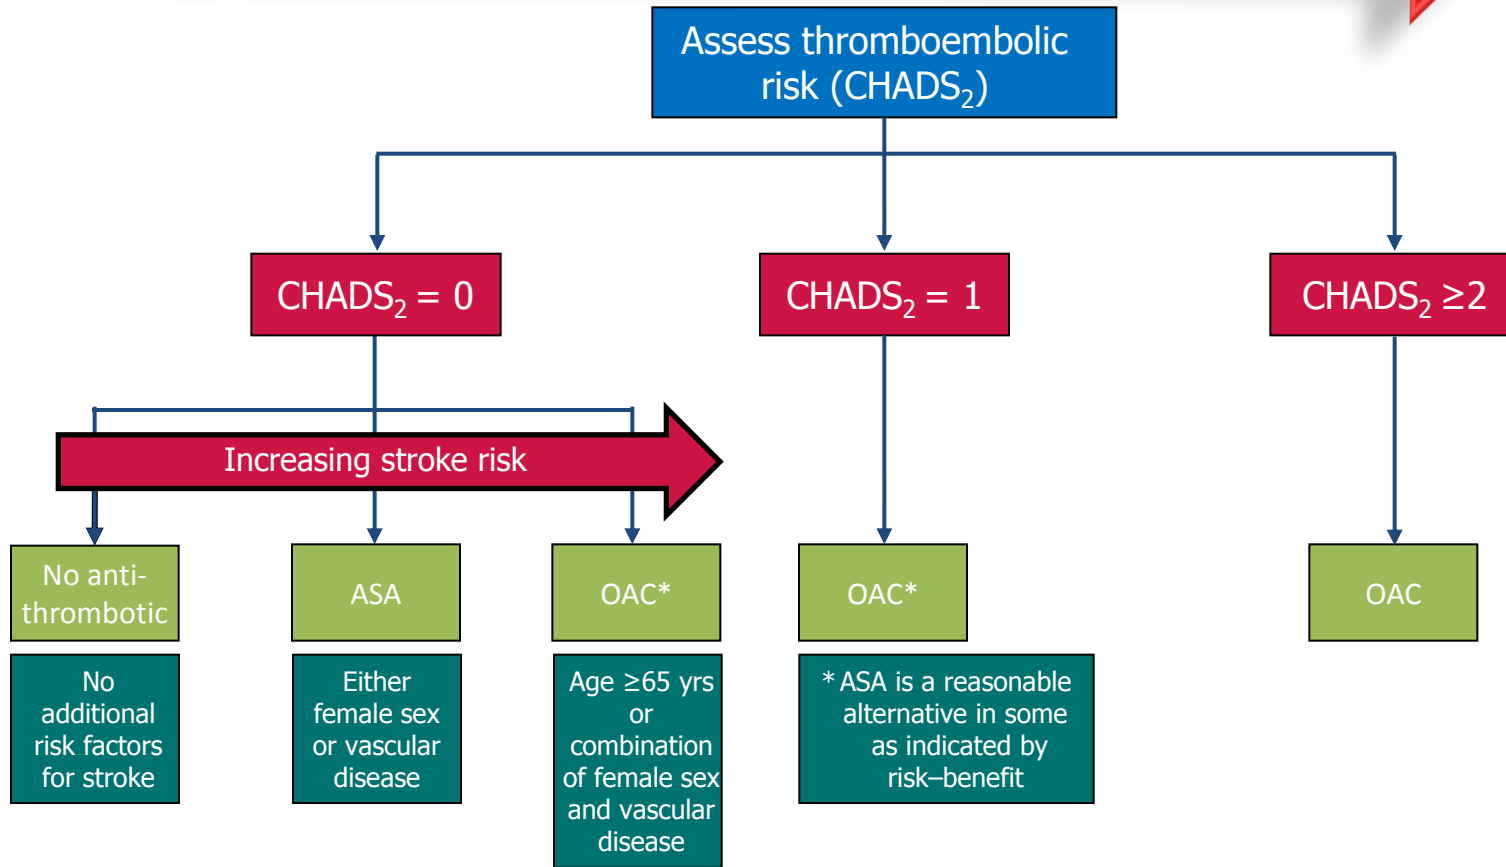 Assess thromboembolic
risk (CHADS₂)
CHADS₂ = 0
CHADS₂ = 1
CHADS₂ ≥2
Increasing stroke risk
No anti-
thrombotic
ASA
OAC*
OAC*
OAC
No
additional
risk factors
for stroke
Either
female sex
or vascular
disease
Age ≥65 yrs
or
combination
of female sex
and vascular
disease
* ASA is a reasonable
alternative in some
as indicated by
risk–benefit